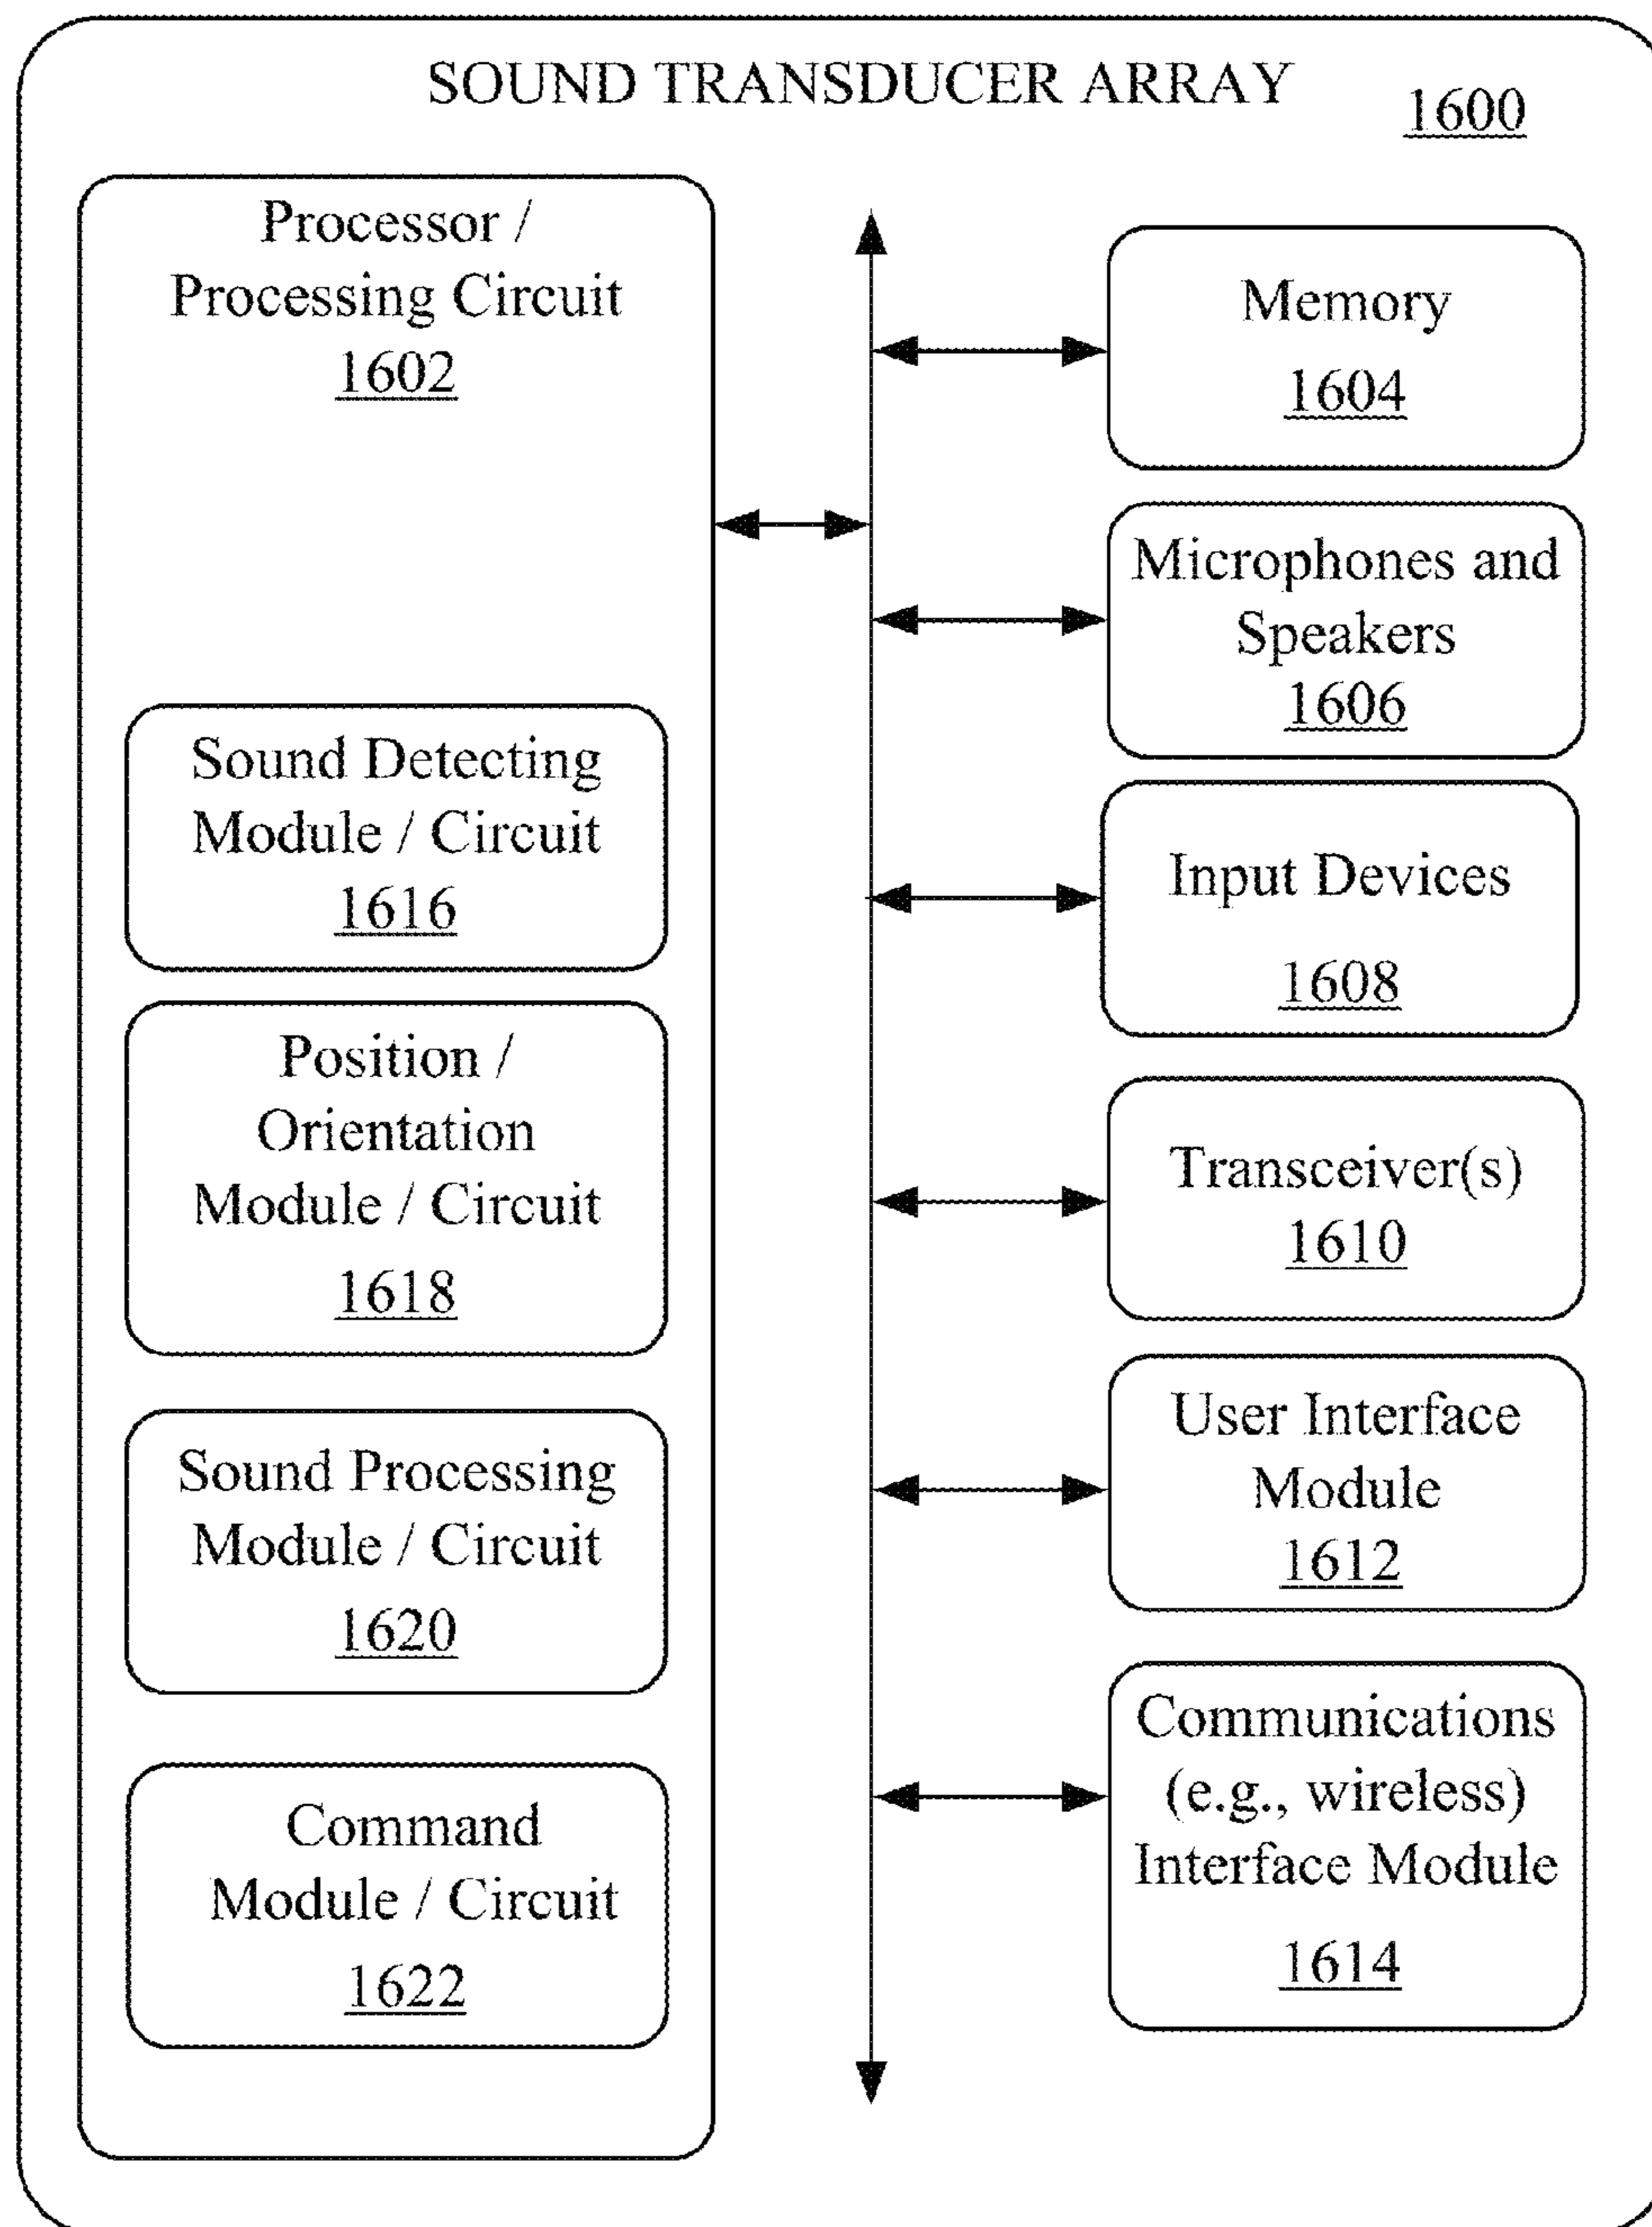 SOUND TRANSDUCER ARRAY
1600
Processor /
Processing Circuit
1602
Sound Detecting
Module / Circuit
1616
Position /
Orientation
Module / Circuit
1618
Sound Processing
Module / Circuit
1620
Command
Module / Circuit
1622
Memory
1604
Microphones and
Speakers
1606
Input Devices
1608
Transceiver(s)
1610
User Interface
Module
1612
Communications
(e.g., wireless)
Interface Module
1614